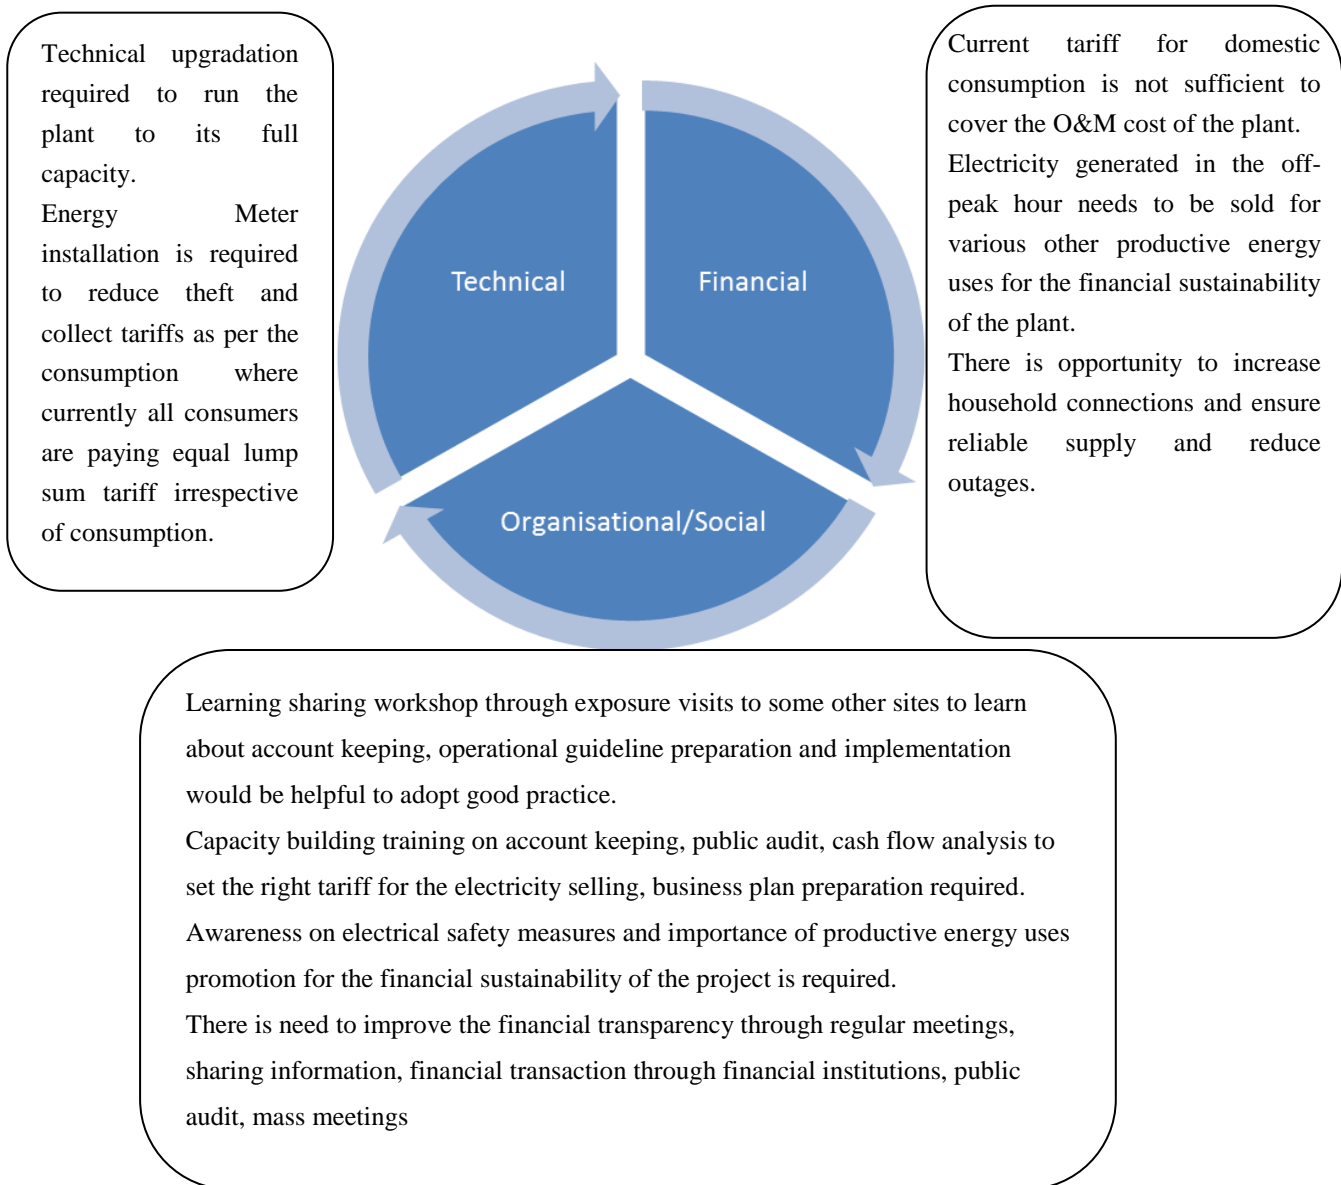 Technical upgradation
required to run the
plant to its full
capacity.
Energy Meter
installation is required
to reduce theft and
collect tariffs as per the
consumption where
currently all consumers
are paying equal lump
sum tariff irrespective
of consumption.
Technical
Financial
Organisational/Social
Current tariff for domestic
consumption is not sufficient to
cover the O&M cost of the plant.
Electricity generated in the off-
peak hour needs to be sold for
various other productive energy
uses for the financial sustainability
of the plant.
There is opportunity to increase
household connections and ensure
reliable supply and reduce
outages.
Learning sharing workshop through exposure visits to some other sites to learn
about account keeping, operational guideline preparation and implementation
would be helpful to adopt good practice.
Capacity building training on account keeping, public audit, cash flow analysis to
set the right tariff for the electricity selling, business plan preparation required.
Awareness on electrical safety measures and importance of productive energy uses
promotion for the financial sustainability of the project is required.
There is need to improve the financial transparency through regular meetings,
sharing information, financial transaction through financial institutions, public
audit, mass meetings